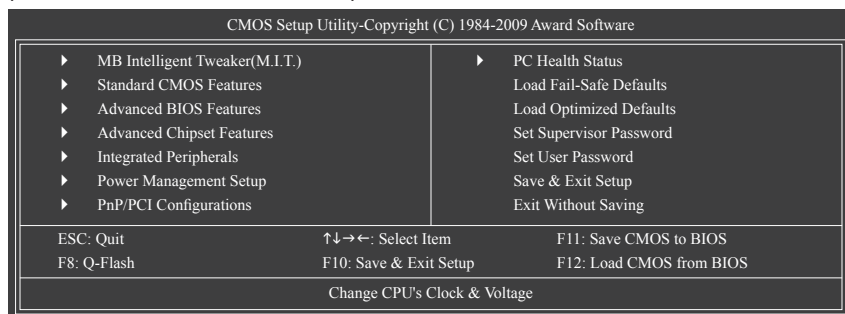 CMOS Setup Utility-Copyright (C) 1984-2009 Award Software
MB Intelligent Tweaker(M.I.T.)
Standard CMOS Features
Advanced BIOS Features
Advanced Chipset Features
Integrated Peripherals
Power Management Setup
PnP/PCI Configurations
PC Health Status
Load Fail-Safe Defaults
Load Optimized Defaults
Set Supervisor Password
Set User Password
Save & Exit Setup
Exit Without Saving
ESC: Quit ↑↓→←: Select Item F11: Save CMOS to BIOS
F8: Q-Flash F10: Save & Exit Setup F12: Load CMOS from BIOS
Change CPU's Clock & Voltage